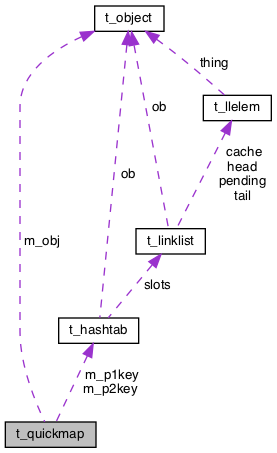 t_object
thing
t_llelem
ob
ob
cache
head
pending
tail
m_obj
t_linklist
slots
t_hashtab
m_p1key
m_p2key
t_quickmap